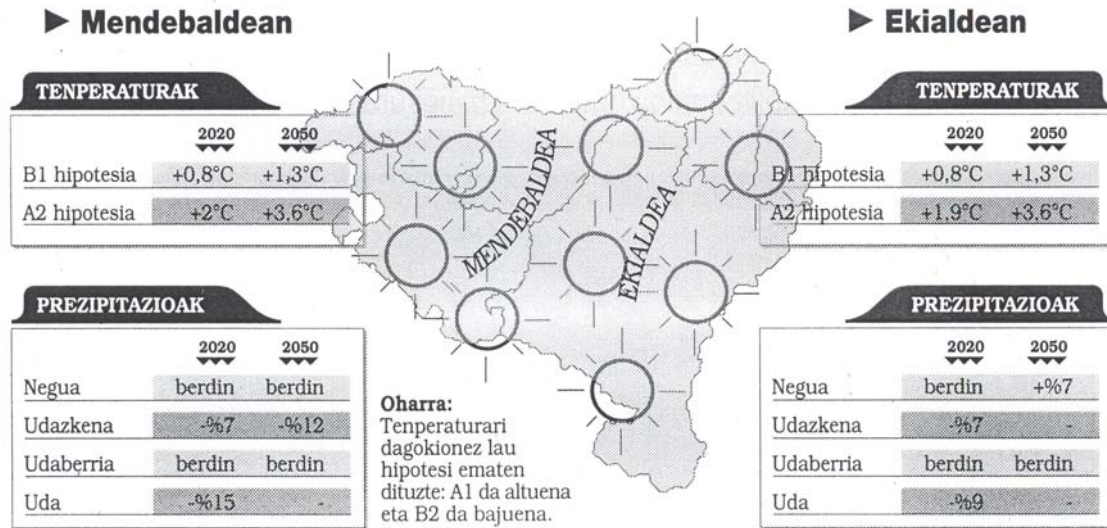 ► Mendebaldean
TENPERATURAK
2020 2050
B1 hipotesia +0,8°C +1,3°C
A2 hipotesia +2°C +3,6°C
PREZIPITAZIOAK
2020 2050
Negua berdin berdin
Udazkena -%7 -%12
Udaberria berdin berdin
Uda -%15 -
MENDEBALDEA
EKIALDEA
Oharra:
Tenperaturari
dagokionez lau
hipotesi ematen
dituzte: A1 da altuena
eta B2 da bajuena.
► Ekialdean
TENPERATURAK
2020 2050
B1 hipotesia +0,8°C +1,3°C
A2 hipotesia +1,9°C +3,6°C
PREZIPITAZIOAK
2020 2050
Negua berdin +%7
Udazkena -%7 -
Udaberria berdin berdin
Uda -%9 -